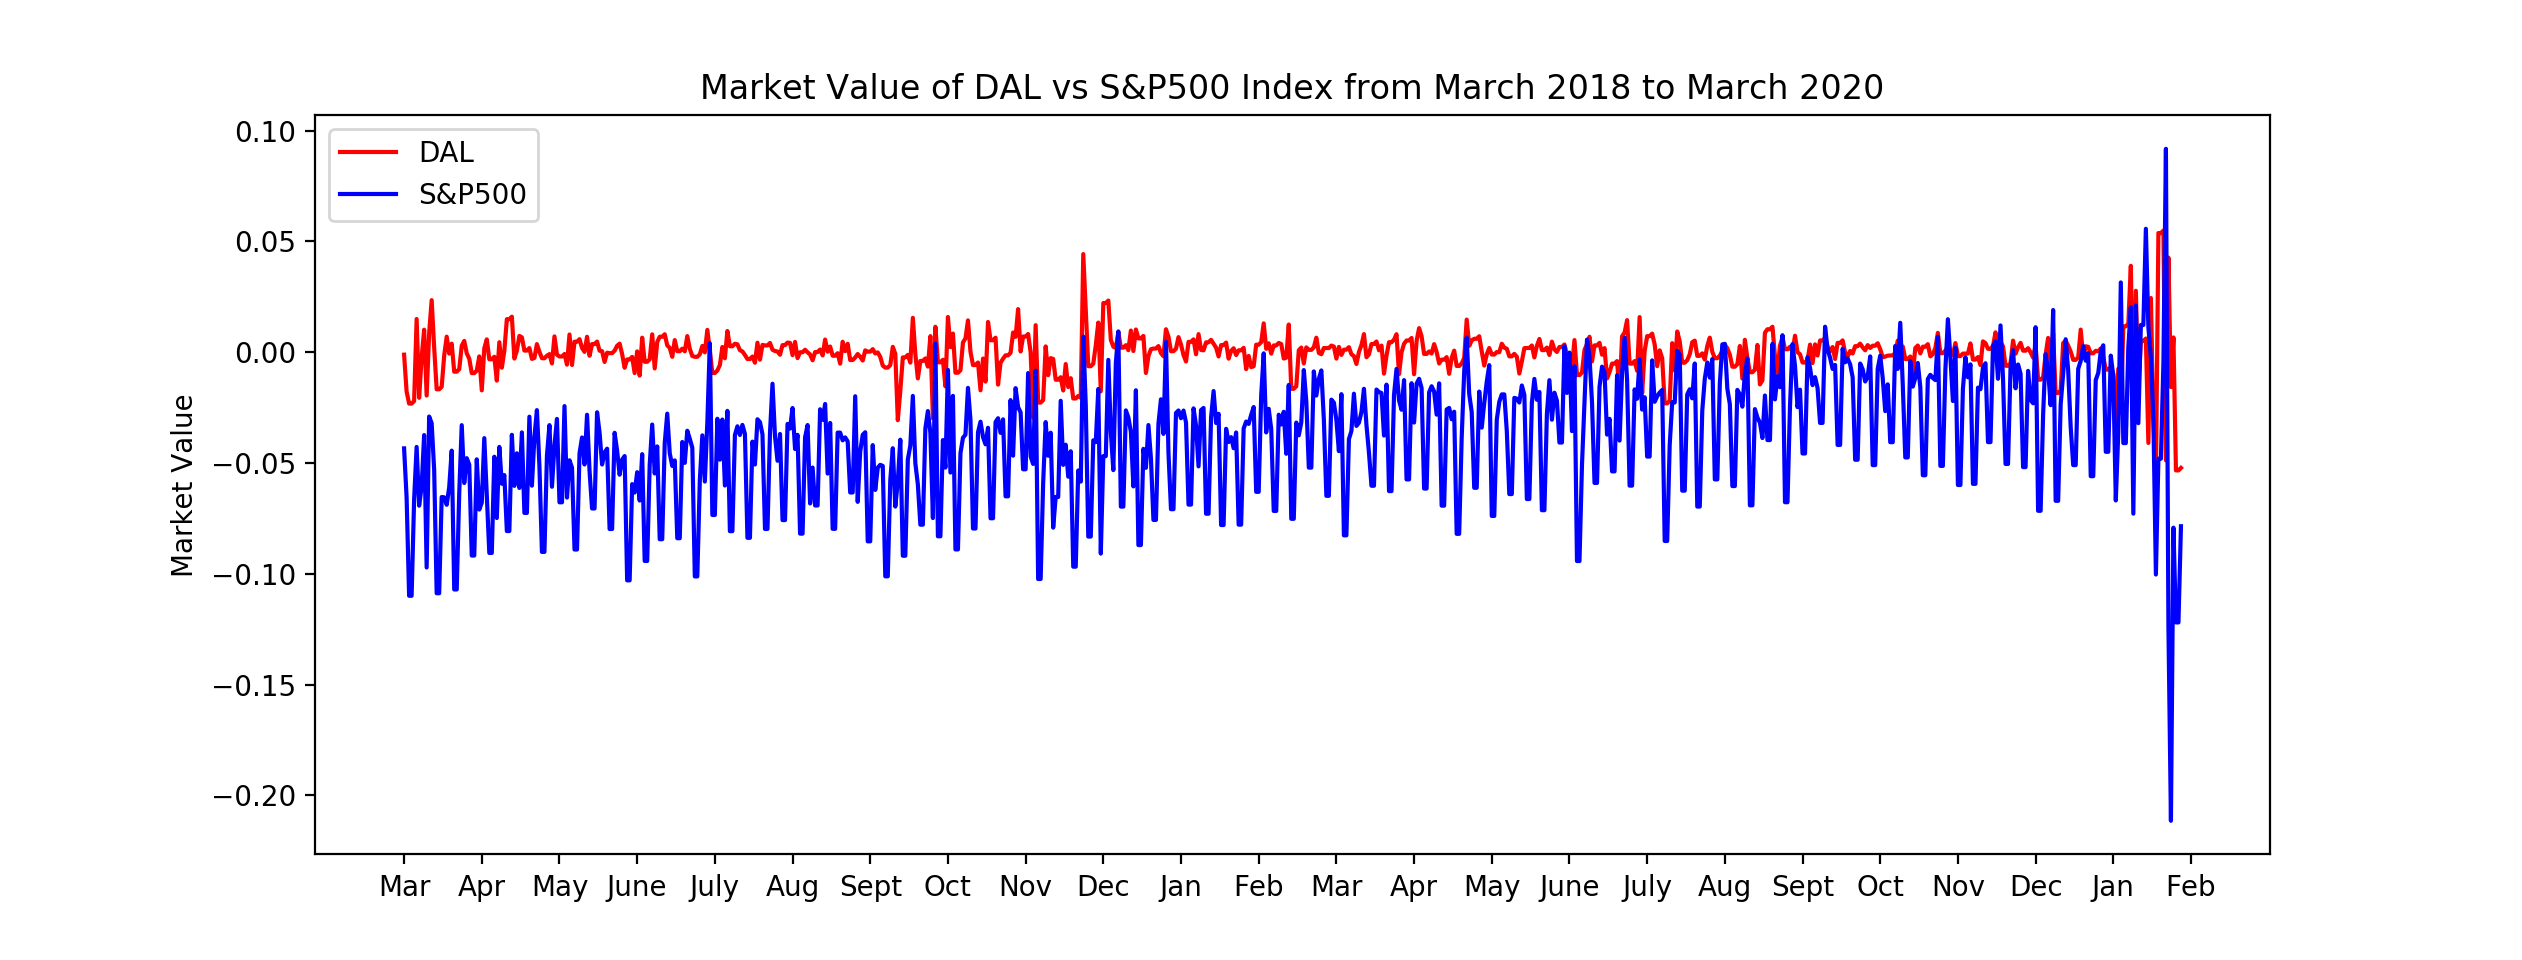 Market Value of DAL vs S&P500 Index from March 2018 to March 2020
DAL
S&P500
Market Value
0.10
0.05
0.00
−0.05
−0.10
−0.15
−0.20
Mar Apr May June July Aug Sept Oct Nov Dec Jan Feb Mar Apr May June July Aug Sept Oct Nov Dec Jan Feb